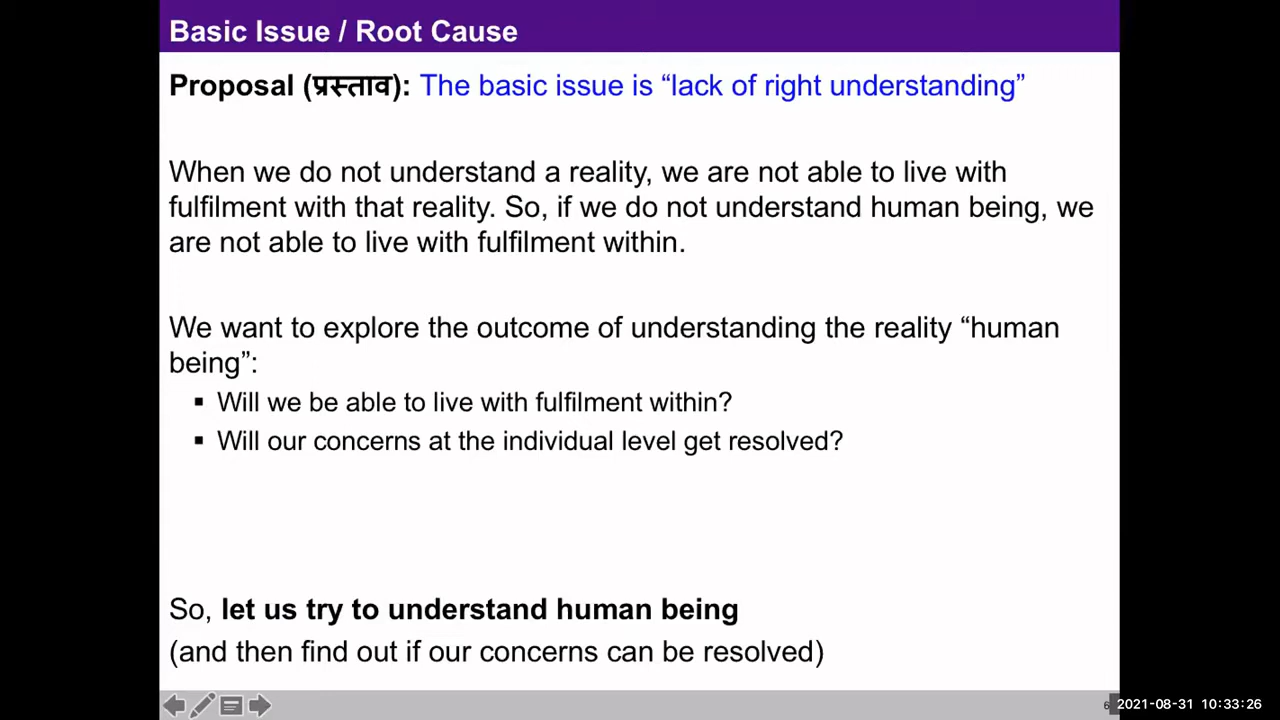 Basic Issue / Root Cause
Proposal (प्रस्ताव): The basic issue is “lack of right understanding”
When we do not understand a reality, we are not able to live with
fulfilment with that reality. So, if we do not understand human being, we
are not able to live with fulfilment within.
We want to explore the outcome of understanding the reality “human
being”:
▪ Will we be able to live with fulfilment within?
▪ Will our concerns at the individual level get resolved?
So, let us try to understand human being
(and then find out if our concerns can be resolved)
2021-08-31 10:33:26